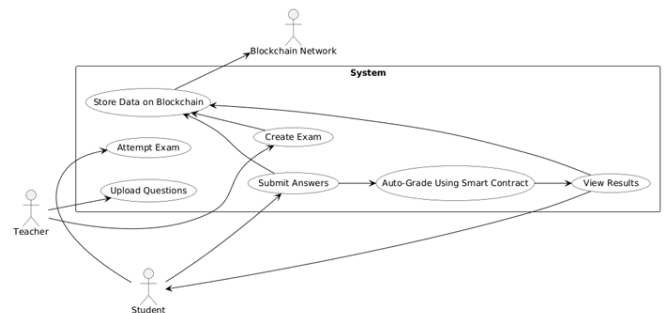 Blockchain Network
System
Store Data on Blockchain
Create Exam
Attempt Exam
Submit Answers
Auto-Grade Using Smart Contract
View Results
Upload Questions
Teacher
Student